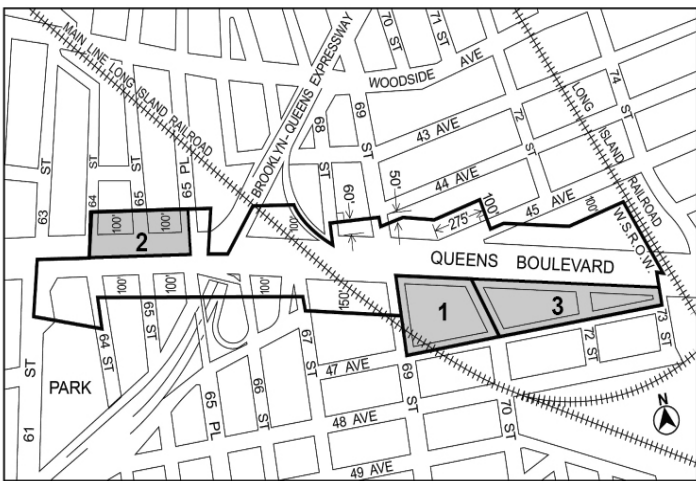 MAIN LINE LONG ISLAND RAILROAD
BROOKLYN-QUEENS EXPRESSWAY
70 ST
71 ST
WOODSIDE AVE
74 ST
LONG ISLAND RAILROAD
W.S.R.O.W.
68 ST
69 ST
43 AVE
72 ST
44 AVE
45 AVE
63 ST
64 ST
65 ST
65 PL
60'
50'
275'
100'
100'
100'
100'
100'
2
QUEENS BOULEVARD
100'
100'
100'
150'
1
3
73 ST
72 ST
64 ST
65 ST
67 ST
47 AVE
66 ST
65 PL
69 ST
70 ST
48 AVE
49 AVE
61 ST
PARK
N